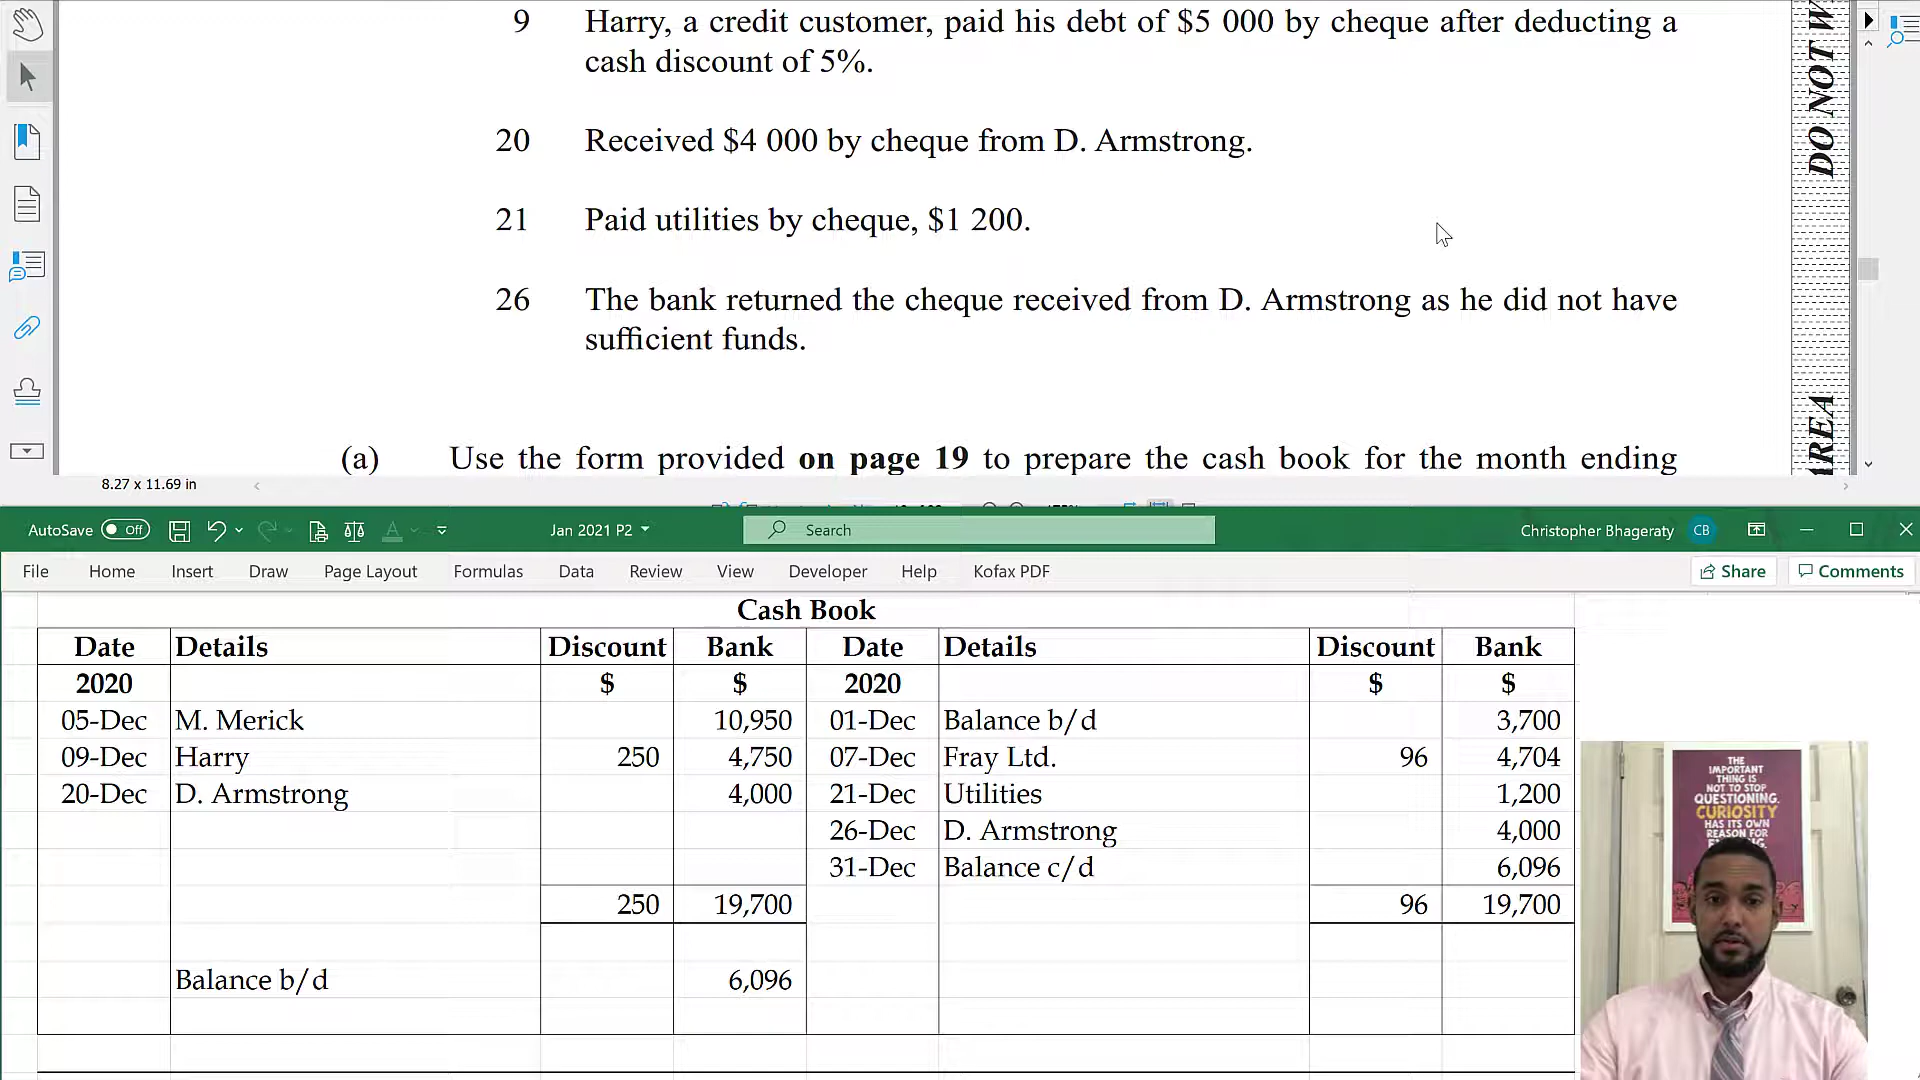 9 Harry, a credit customer, paid his debt of $5 000 by cheque after deducting a
cash discount of 5%.
20 Received $4 000 by cheque from D. Armstrong.
21 Paid utilities by cheque, $1 200.
26 The bank returned the cheque received from D. Armstrong as he did not have
sufficient funds.
(a) Use the form provided on page 19 to prepare the cash book for the month ending
DO NOT W
AREA
8.27 x 11.69 in
AutoSave Off Jan 2021 P2 Search Christopher Bhageraty CB
File Home Insert Draw Page Layout Formulas Data Review View Developer Help Kofax PDF Share Comments
Cash Book
Date Details Discount Bank Date Details Discount Bank
2020 $ $ 2020 $ $
05-Dec M. Merick 10,950 01-Dec Balance b/d 3,700
09-Dec Harry 250 4,750 07-Dec Fray Ltd. 96 4,704
20-Dec D. Armstrong 4,000 21-Dec Utilities 1,200
26-Dec D. Armstrong 4,000
31-Dec Balance c/d 6,096
250 19,700 96 19,700
Balance b/d 6,096
THE
IMPORTANT
THING IS
NOT TO STOP
QUESTIONING.
CURIOSITY
HAS ITS OWN
REASON FOR